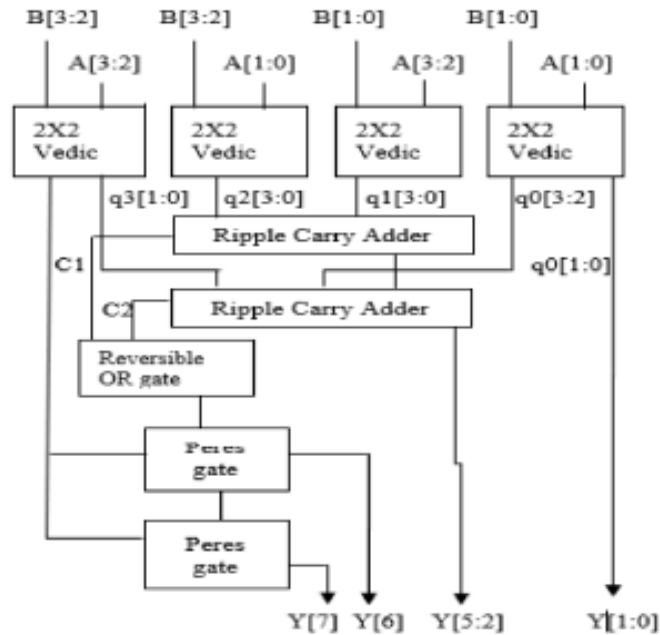 B[3:2] B[3:2] B[1:0] B[1:0]
A[3:2] A[1:0] A[3:2] A[1:0]
2X2 2X2 2X2 2X2
Vedic Vedic Vedic Vedic
q3[1:0] q2[3:0] q1[3:0] q0[3:2]
Ripple Carry Adder
C1 q0[1:0]
C2 Ripple Carry Adder
Reversible
OR gate
Peres
gate
Peres
gate
Y[7] Y[6] Y[5:2] Y[1:0]